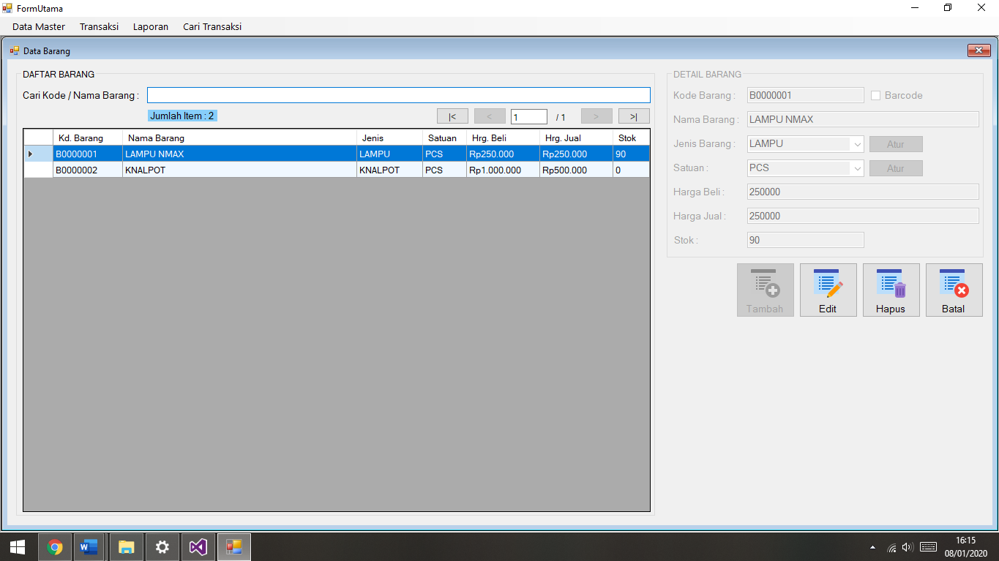 FormUtama
Data Master Transaksi Laporan Cari Transaksi
Data Barang
DAFTAR BARANG
Cari Kode / Nama Barang :
Jumlah Item : 2
|< < 1 / 1 > >|
Kd. Barang Nama Barang Jenis Satuan Hrg. Beli Hrg. Jual Stok
B0000001 LAMPU NMAX LAMPU PCS Rp250.000 Rp250.000 90
B0000002 KNALPOT KNALPOT PCS Rp1.000.000 Rp500.000 0
DETAIL BARANG
Kode Barang : B0000001 Barcode
Nama Barang : LAMPU NMAX
Jenis Barang : LAMPU Atur
Satuan : PCS Atur
Harga Beli : 250000
Harga Jual : 250000
Stok : 90
Tambah Edit Hapus Batal
16:15
08/01/2020